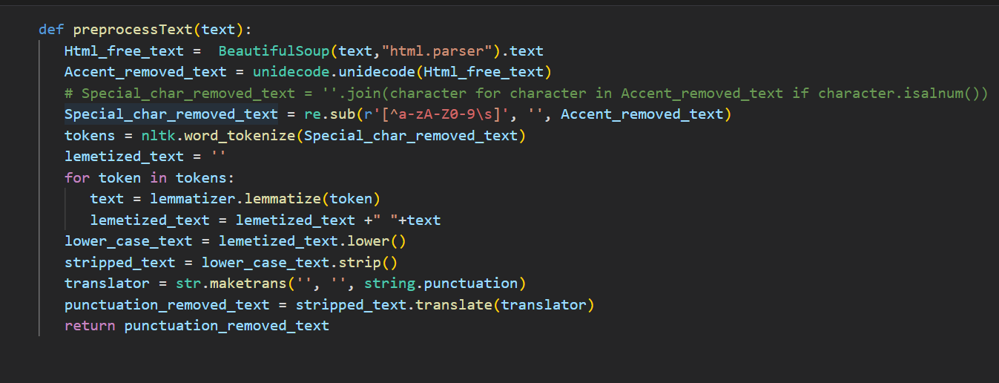 def preprocessText(text):
Html_free_text =  BeautifulSoup(text,"html.parser").text
Accent_removed_text = unidecode.unidecode(Html_free_text)
# Special_char_removed_text = ''.join(character for character in Accent_removed_text if character.isalnum())
Special_char_removed_text = re.sub(r'[^a-zA-Z0-9\s]', '', Accent_removed_text)
tokens = nltk.word_tokenize(Special_char_removed_text)
lemetized_text = ''
for token in tokens:
text = lemmatizer.lemmatize(token)
lemetized_text = lemetized_text +" "+text
lower_case_text = lemetized_text.lower()
stripped_text = lower_case_text.strip()
translator = str.maketrans('', '', string.punctuation)
punctuation_removed_text = stripped_text.translate(translator)
return punctuation_removed_text